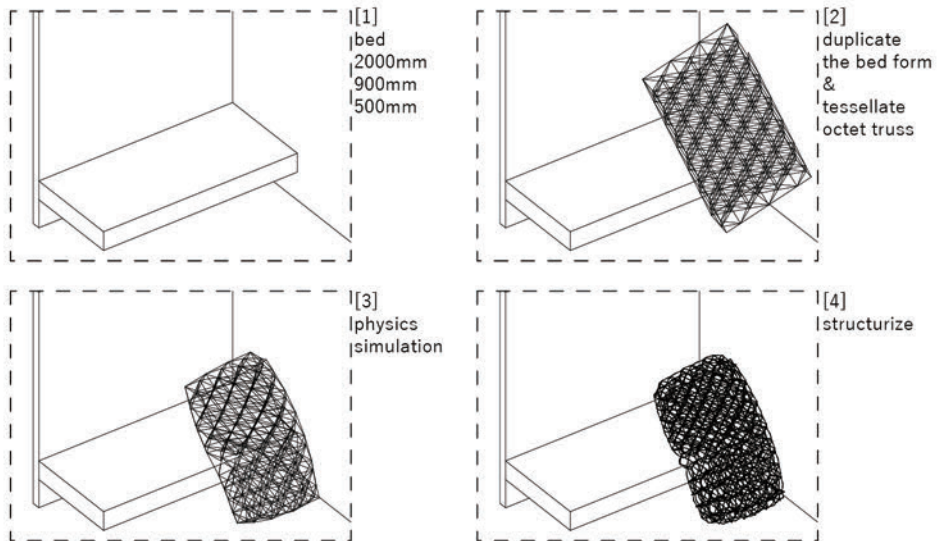 [1]
bed
2000mm
900mm
500mm
[2]
duplicate
the bed form
&
tessellate
octet truss
[3]
physics
simulation
[4]
structurize